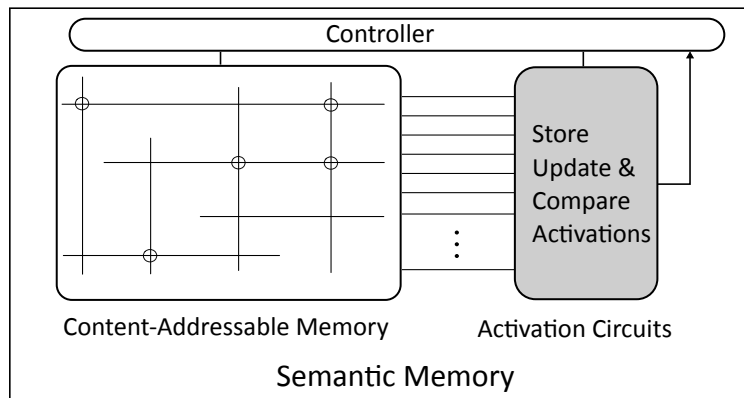 Controller
Store
Update &
Compare
Activations
Content-Addressable Memory
Activation Circuits
Semantic Memory